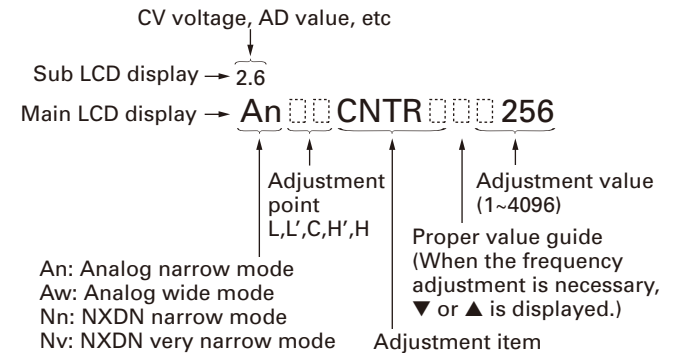 CV voltage, AD value, etc
Sub LCD display → 2.6
Main LCD display → An CNTR 256
Adjustment
point
L,L′,C,H′,H
Adjustment value
(1~4096)
Proper value guide
(When the frequency
adjustment is necessary,
▼ or ▲ is displayed.)
An: Analog narrow mode
Aw: Analog wide mode
Nn: NXDN narrow mode
Nv: NXDN very narrow mode
Adjustment item